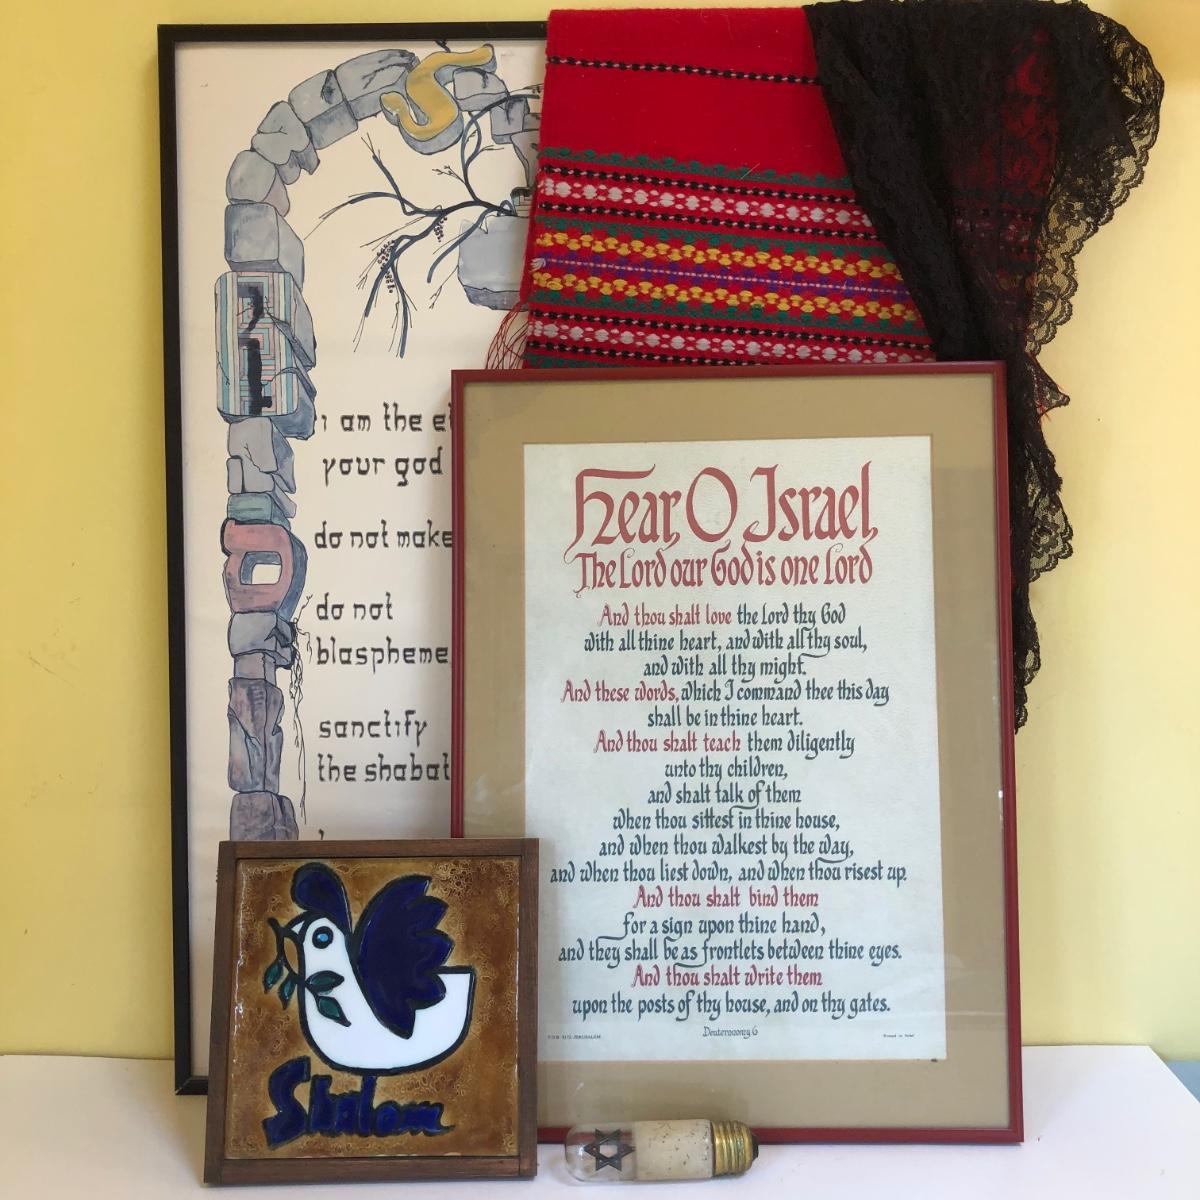 i am the
your god
do not make
do not
blaspheme,
sanctify
the shabat
Hear, O Israel,
The Lord our God is one Lord
And thou shalt love the Lord thy God
with all thine heart, and with all thy soul,
and with all thy might.
And these words, which I command thee this day
shall be in thine heart.
And thou shalt teach them diligently
unto thy children,
and shalt talk of them
when thou sittest in thine house,
and when thou walkest by the way,
and when thou liest down, and when thou risest up.
And thou shalt bind them
for a sign upon thine hand,
and they shall be as frontlets between thine eyes.
And thou shalt write them
upon the posts of thy house, and on thy gates.
Deuteronomy 6
Printed in Israel
Shalom